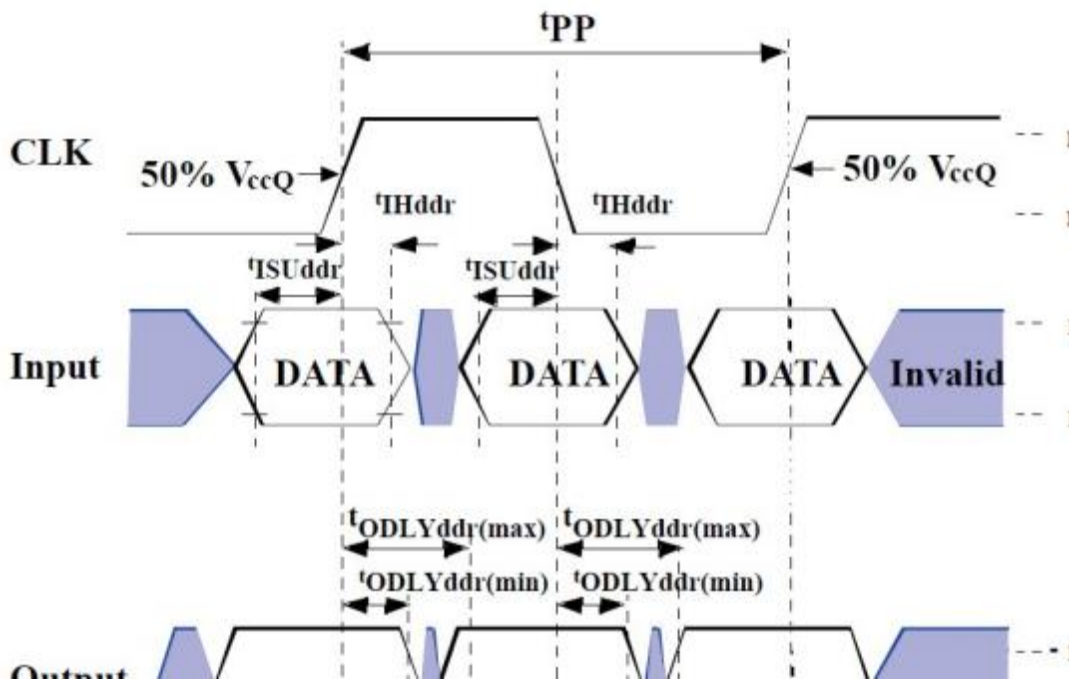 tPP
CLK
50% VccQ
50% VccQ
tIHddr
tIHddr
tISUddr
tISUddr
Input
DATA
DATA
DATA
Invalid
tODLYddr(max)
tODLYddr(max)
tODLYddr(min)
tODLYddr(min)
Output